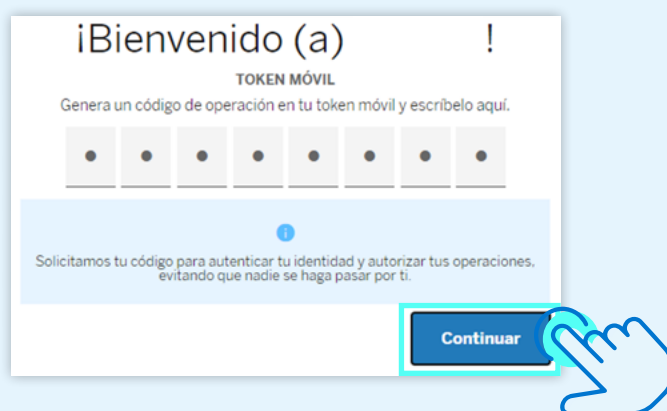 ¡Bienvenido (a) !
TOKEN MÓVIL
Genera un código de operación en tu token móvil y escríbelo aquí.
Solicitamos tu código para autenticar tu identidad y autorizar tus operaciones,
evitando que nadie se haga pasar por ti.
Continuar